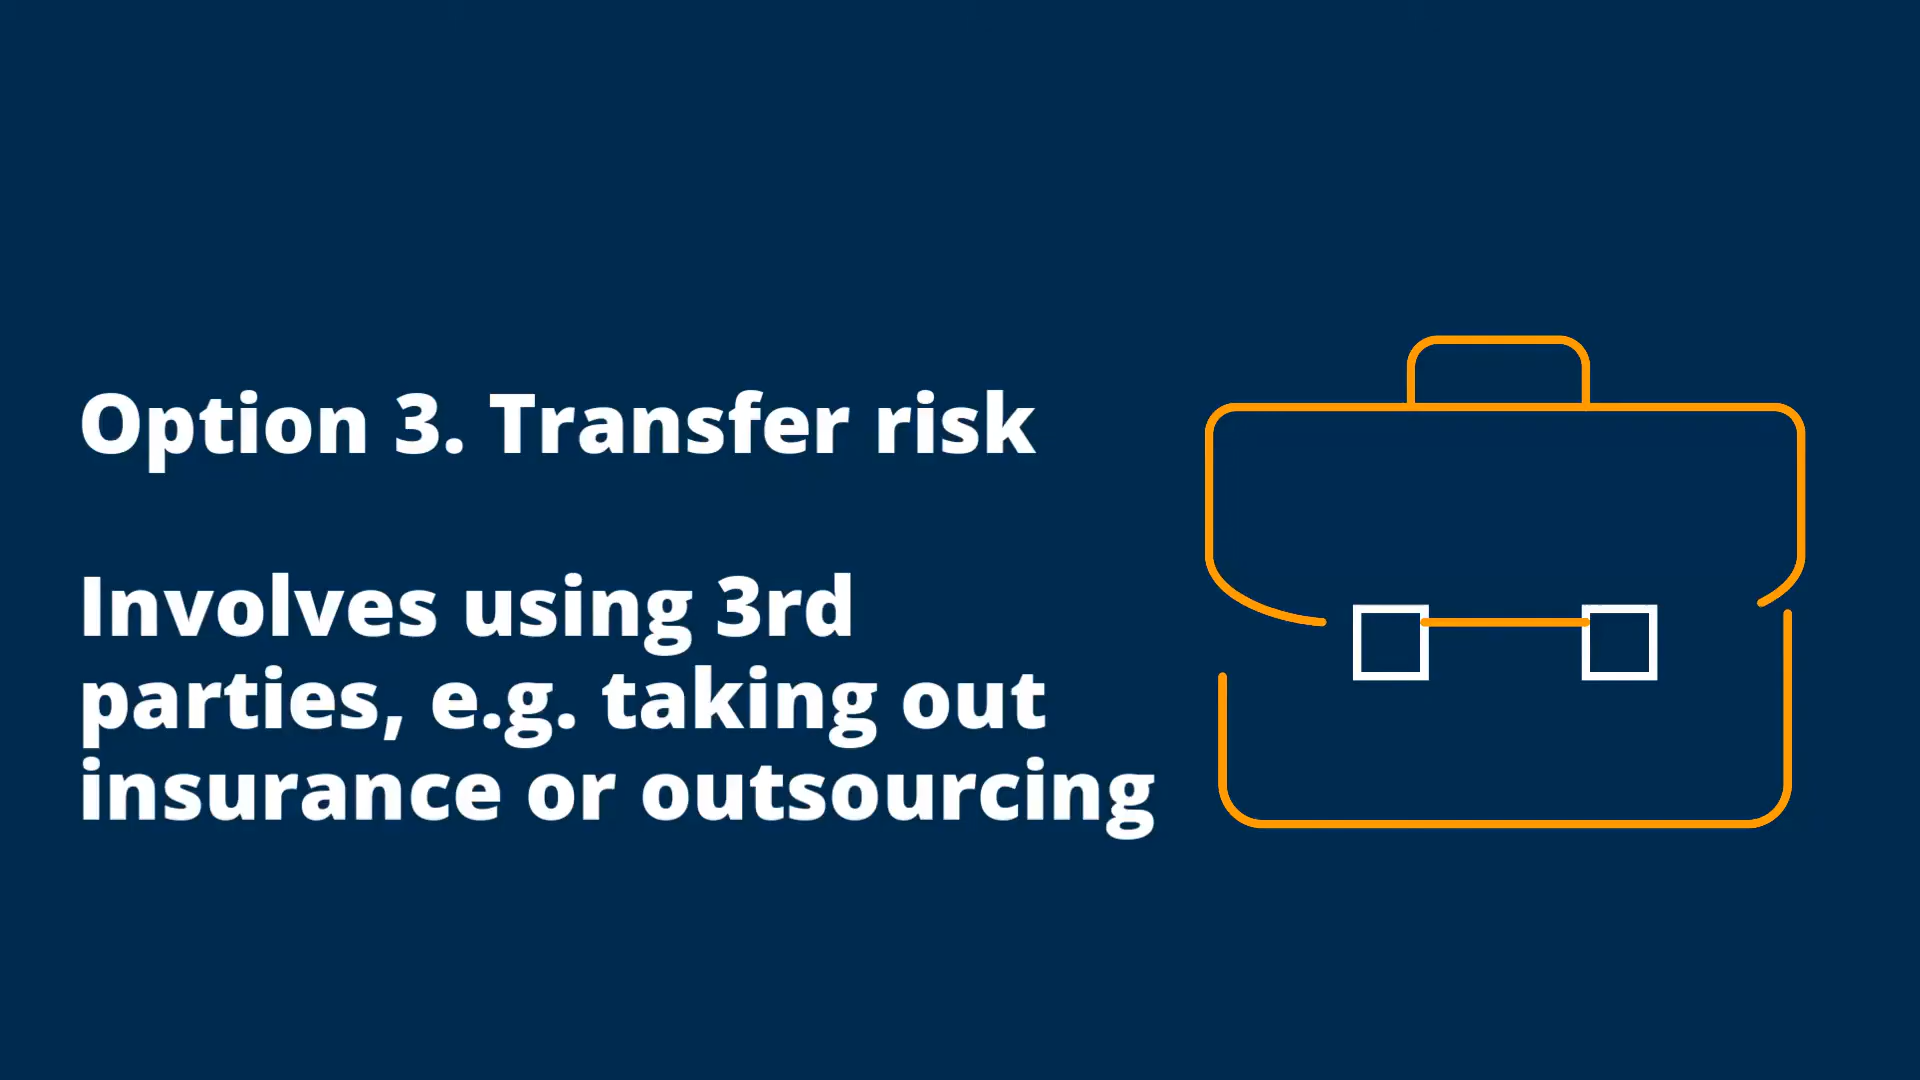 Option 3. Transfer risk
Involves using 3rd
parties, e.g. taking out
insurance or outsourcing